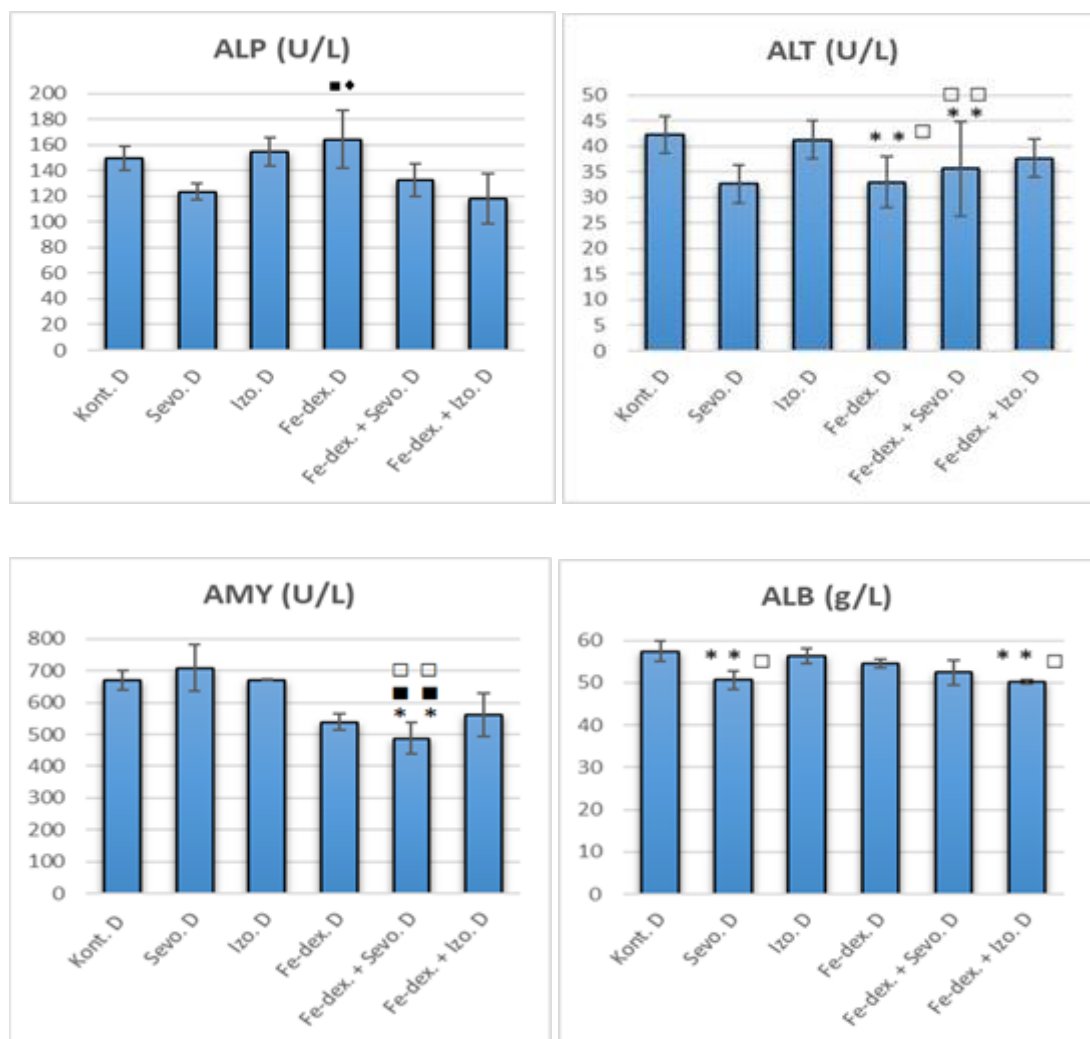 ALP (U/L)
■♦
200
180
160
140
120
100
80
60
40
20
0
Kont. D
Sevo. D
Izo. D
Fe-dex. D
Fe-dex. + Sevo. D
Fe-dex. + Izo. D
ALT (U/L)
□ □
* * □
* *
50
45
40
35
30
25
20
15
10
5
0
Kont. D
Sevo. D
Izo. D
Fe-dex. D
Fe-dex. + Sevo. D
Fe-dex. + Izo. D
AMY (U/L)
□ □
■ ■
* *
800
700
600
500
400
300
200
100
0
Kont. D
Sevo. D
Izo. D
Fe-dex. D
Fe-dex. + Sevo. D
Fe-dex. + Izo. D
ALB (g/L)
* * □
* * □
60
50
40
30
20
10
0
Kont. D
Sevo. D
Izo. D
Fe-dex. D
Fe-dex. + Sevo. D
Fe-dex. + Izo. D